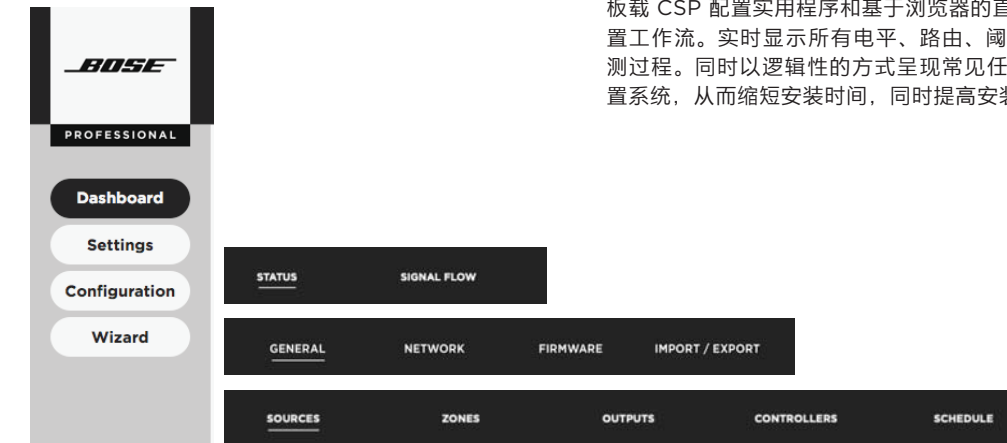 板载 CSP 配置实用程序和基于浏览器的直
置工作流。实时显示所有电平、路由、阈
测过程。同时以逻辑性的方式呈现常见任
置系统，从而缩短安装时间，同时提高安装
BOSE
PROFESSIONAL
Dashboard
Settings
Configuration
Wizard
STATUS SIGNAL FLOW
GENERAL NETWORK FIRMWARE IMPORT / EXPORT
SOURCES ZONES OUTPUTS CONTROLLERS SCHEDULE